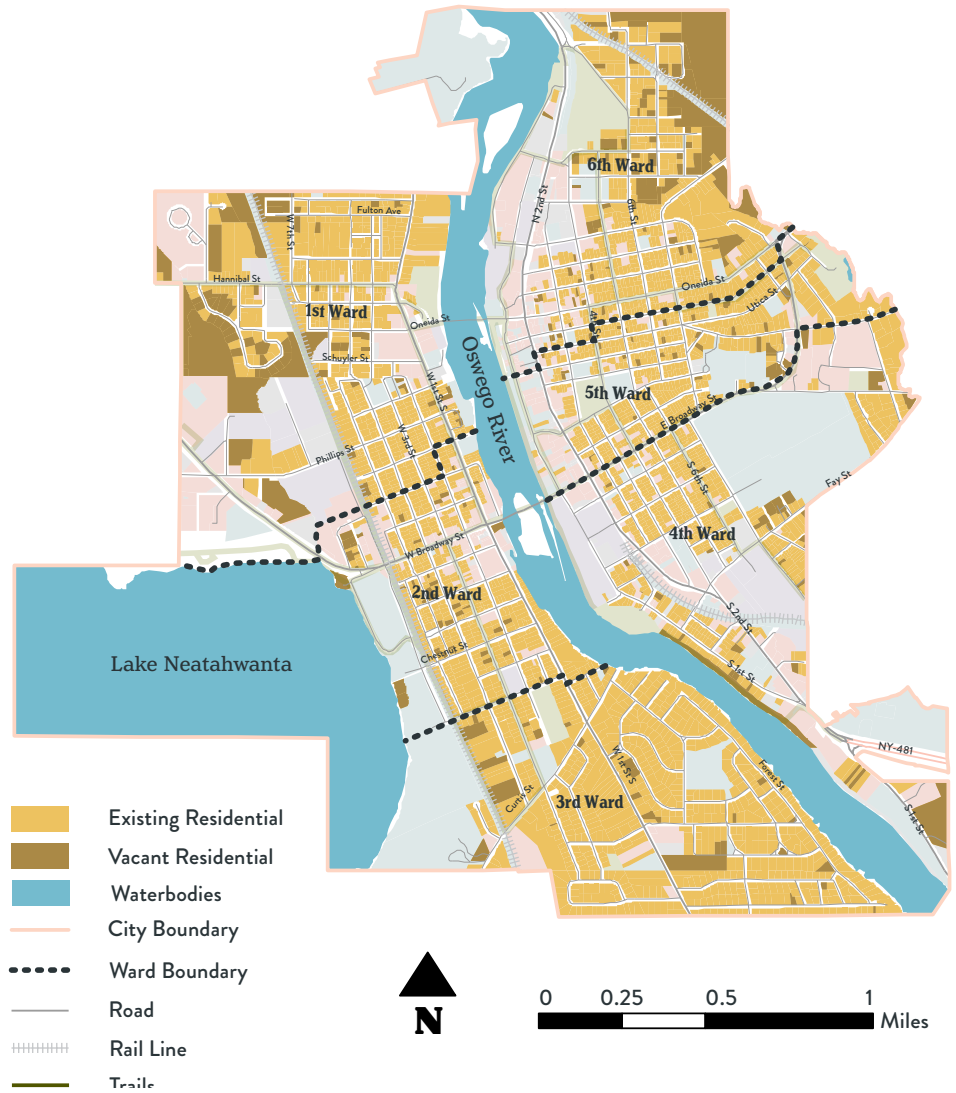 6th Ward
N 2nd St
6th St
Fulton Ave
W 7th St
Hannibal St
Oneida St
Utica St
1st Ward
Oneida St
4th St
Schuyler St
Oswego River
W 1st St S
5th Ward
E Broadway St
W 3rd St
Phillips St
S 6th St
Fay St
4th Ward
W Broadway St
2nd Ward
S 2nd St
Chestnut St
Lake Neatahwanta
S 1st St
NY-481
W 1st St S
Forest St
Curtis St
3rd Ward
S 1st St
Existing Residential
Vacant Residential
Waterbodies
City Boundary
Ward Boundary
Road
Rail Line
Trails
N
0 0.25 0.5 1
Miles